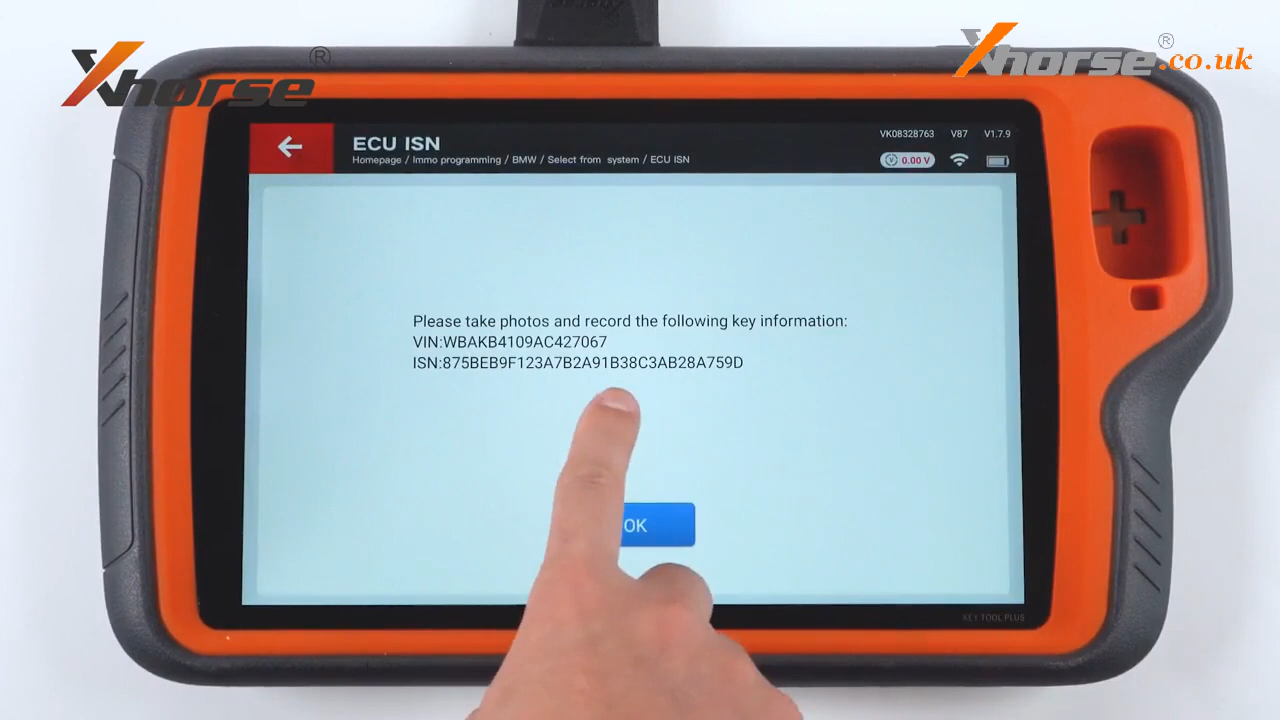 Xhorse®
Xhorse®.co.uk
ECU ISN
Homepage / Immo programming / BMW / Select from system / ECU ISN
VK08328763 V87 V1.7.9
0.00 V
Please take photos and record the following key information:
VIN:WBAKB4109AC427067
ISN:875BEB9F123A7B2A91B38C3AB28A759D
OK
KEY TOOL PLUS